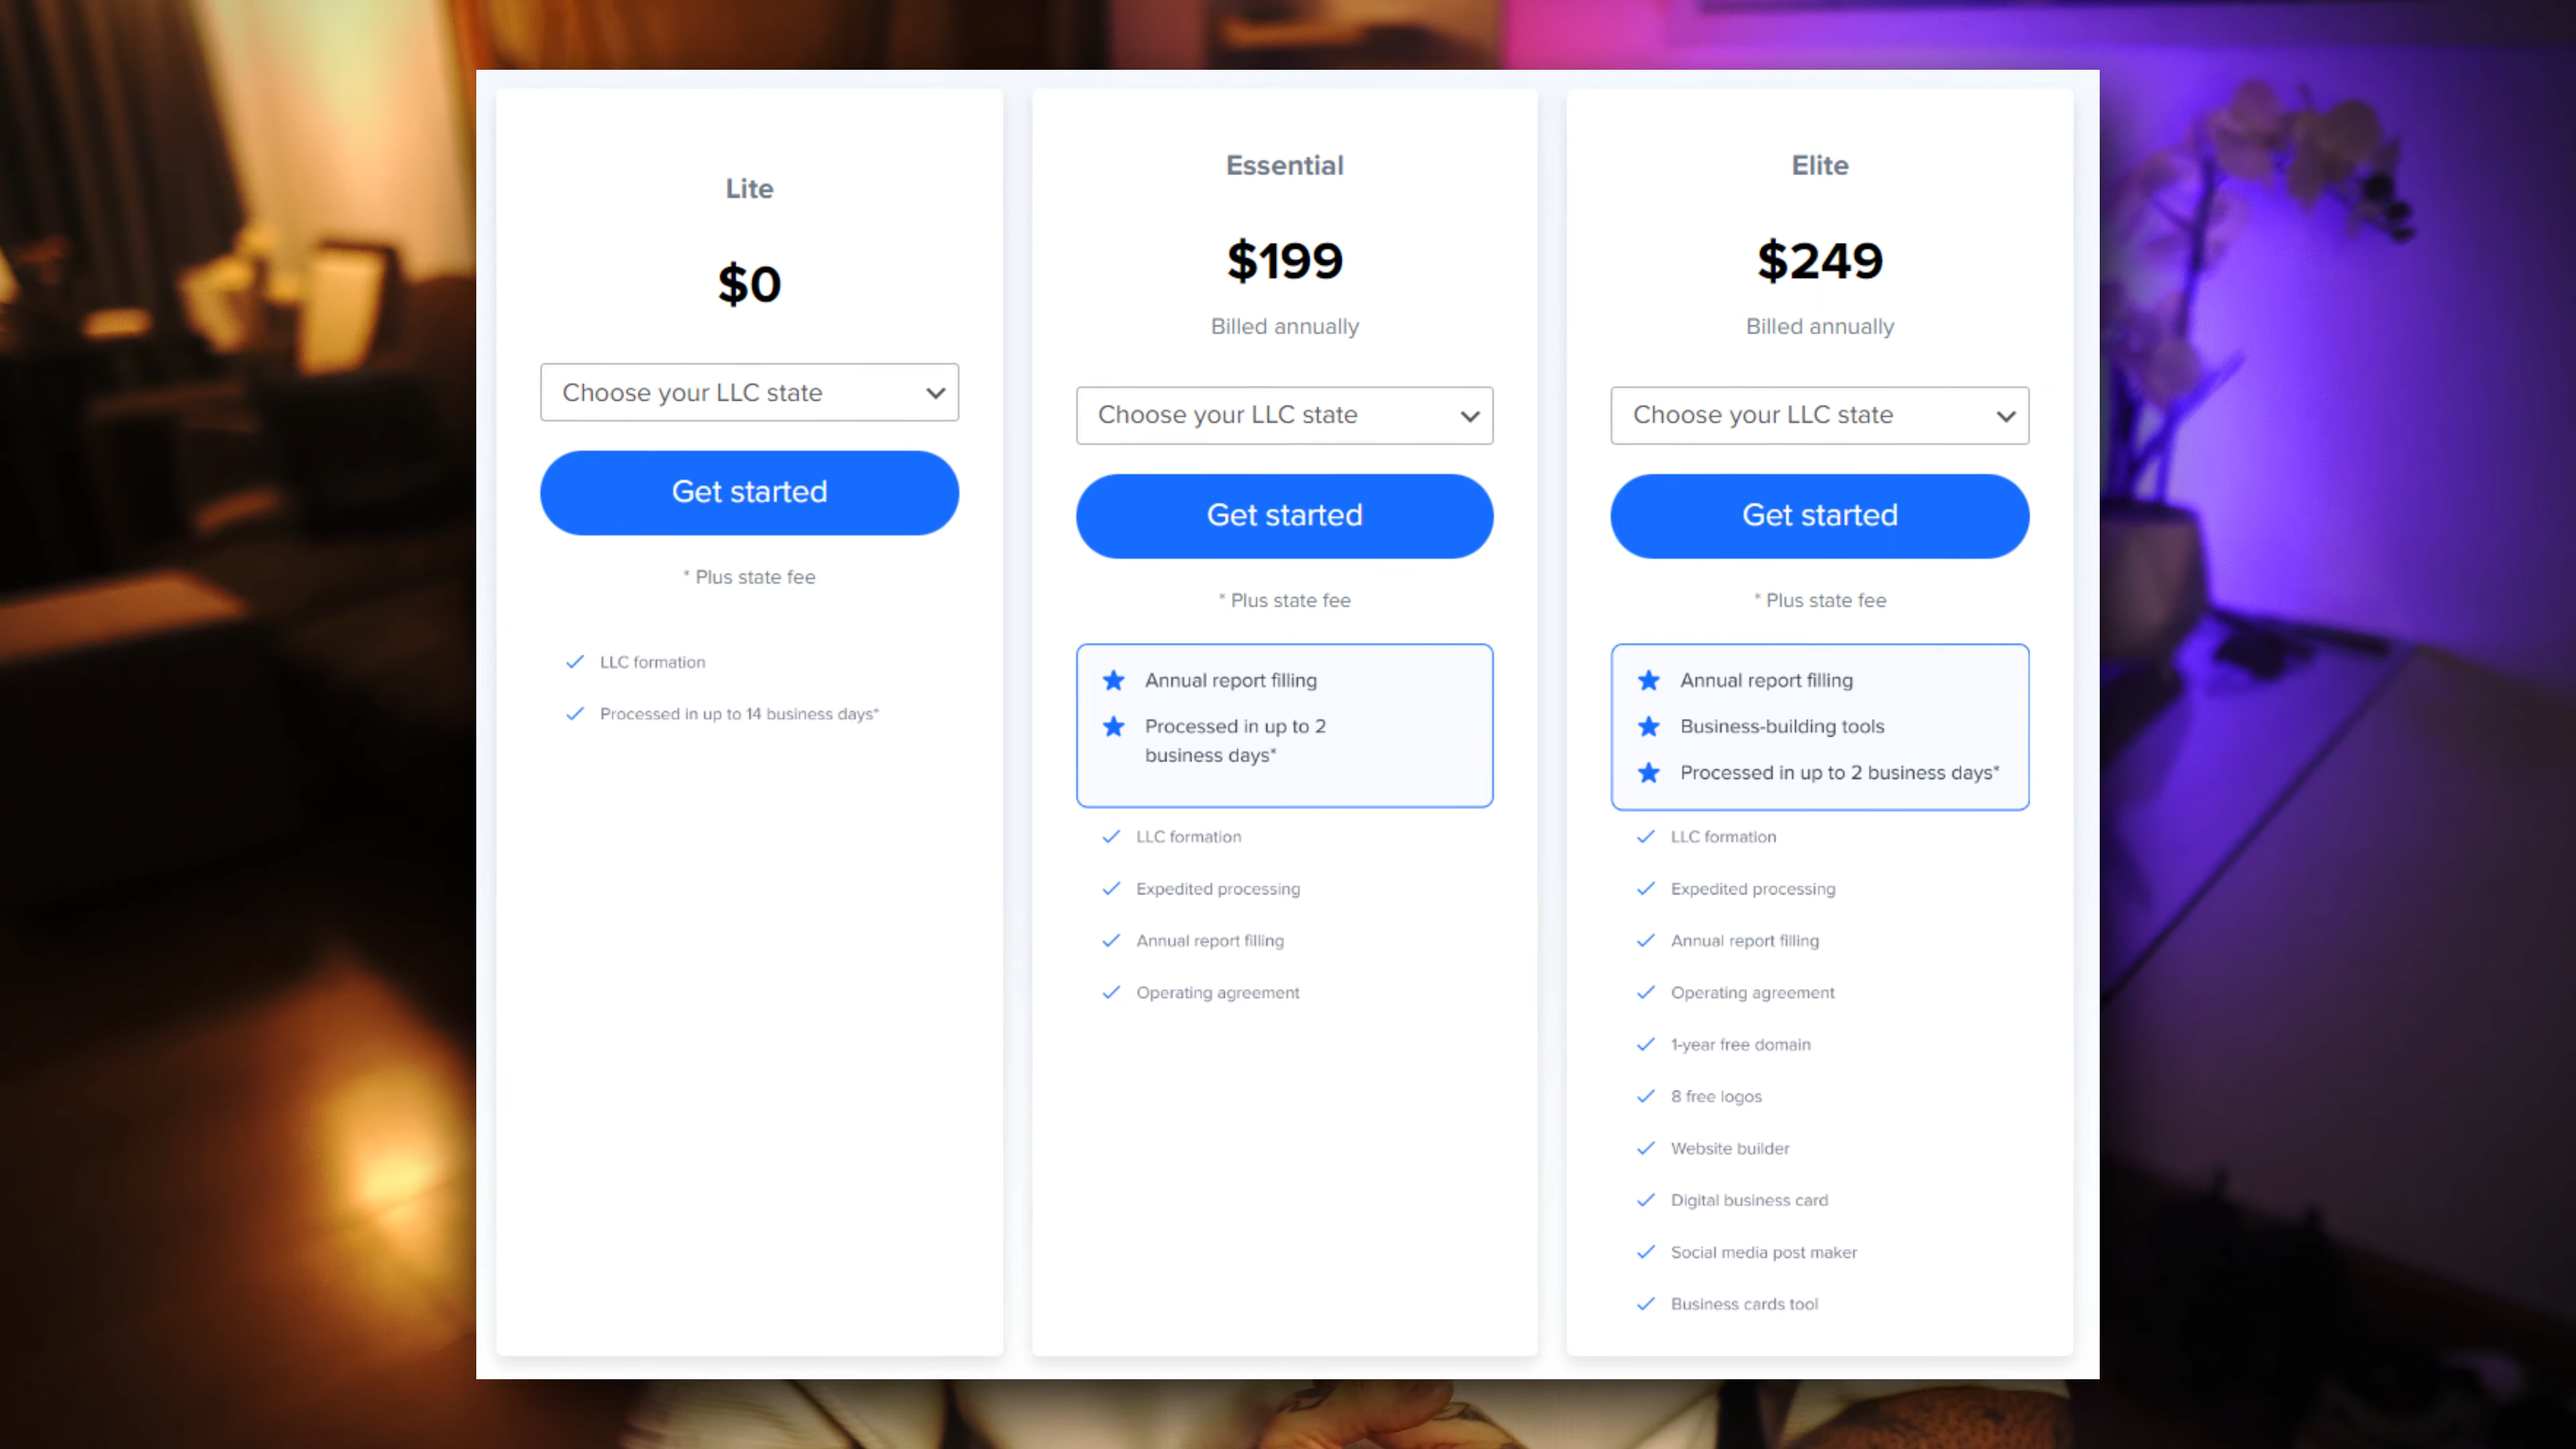 Lite
$0
Choose your LLC state
Get started
* Plus state fee
LLC formation
Processed in up to 14 business days*
Essential
$199
Billed annually
Choose your LLC state
Get started
* Plus state fee
Annual report filling
Processed in up to 2
business days*
LLC formation
Expedited processing
Annual report filling
Operating agreement
Elite
$249
Billed annually
Choose your LLC state
Get started
* Plus state fee
Annual report filling
Business-building tools
Processed in up to 2 business days*
LLC formation
Expedited processing
Annual report filling
Operating agreement
1-year free domain
8 free logos
Website builder
Digital business card
Social media post maker
Business cards tool